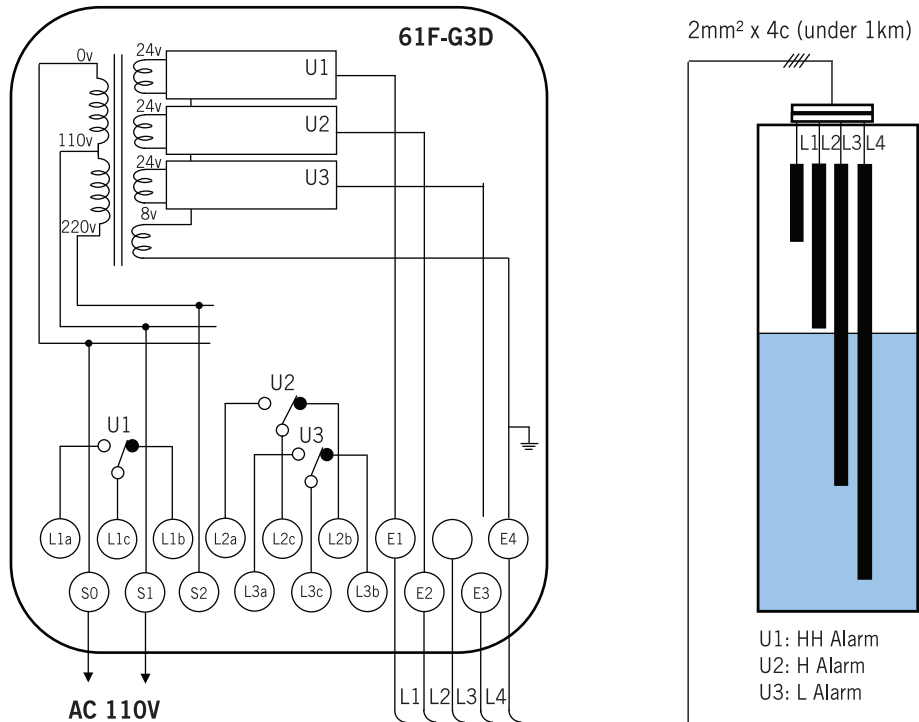 61F-G3D
2mm² x 4c (under 1km)
0v
24v
U1
24v
U2
110v
24v
U3
L1 L2 L3 L4
220v
8v
U2
U1
U3
L1a L1c L1b L2a L2c L2b E1 E4
S0 S1 S2 L3a L3c L3b E2 E3
U1: HH Alarm
U2: H Alarm
U3: L Alarm
AC 110V
L1 L2 L3 L4